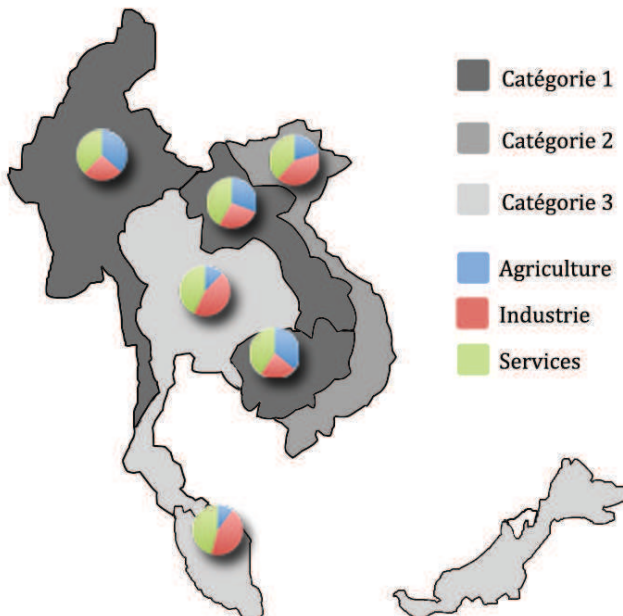 Catégorie 1
Catégorie 2
Catégorie 3
Agriculture
Industrie
Services